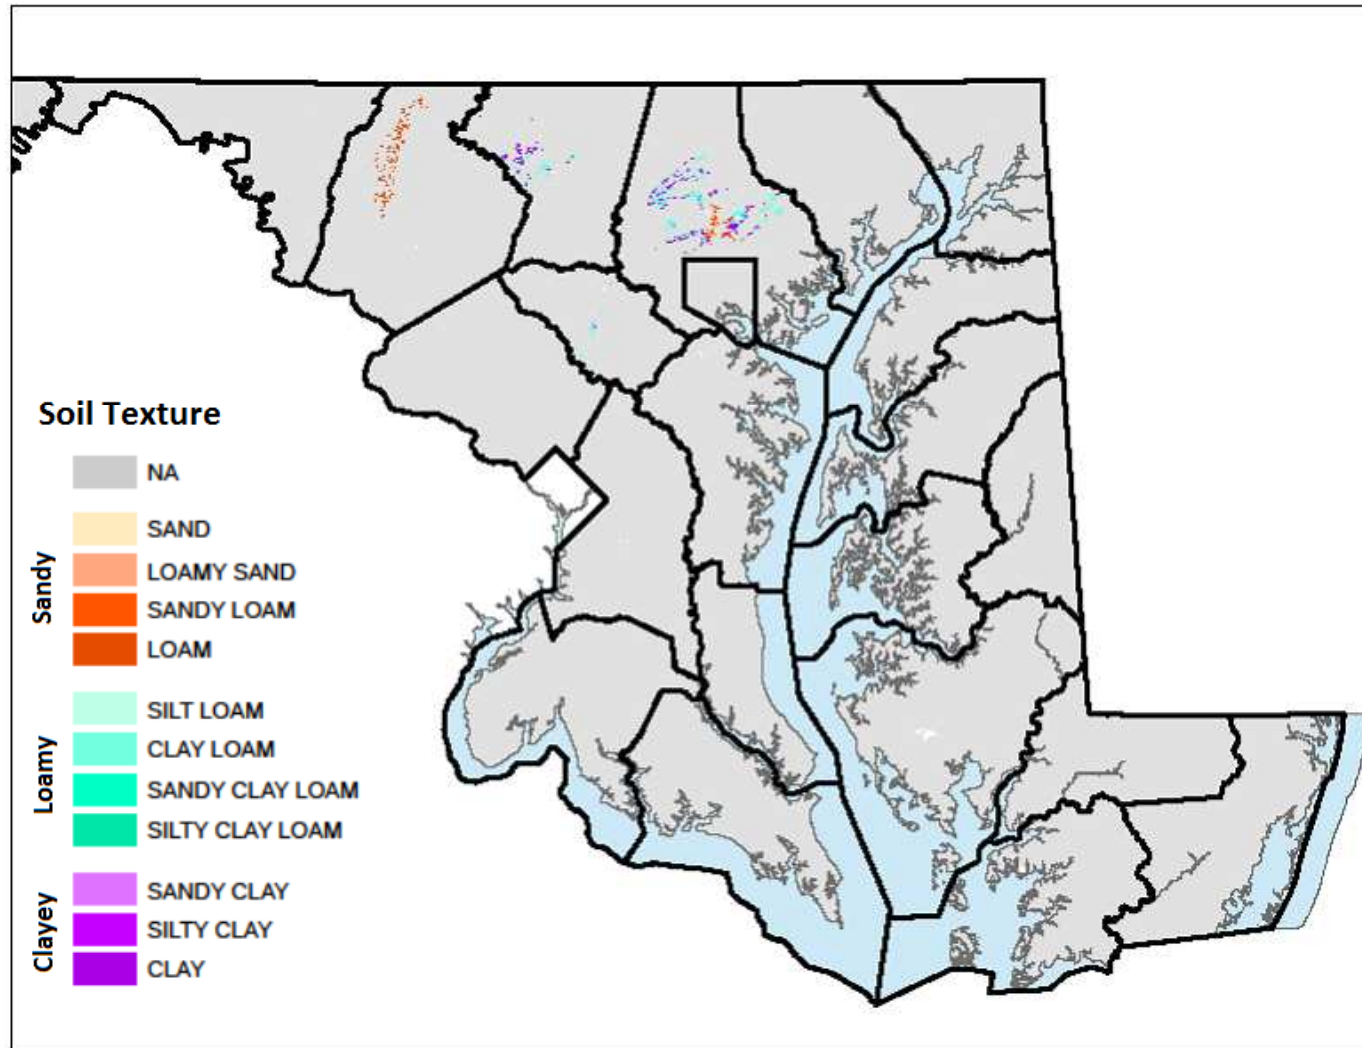 Soil Texture
NA
Sandy
SAND
LOAMY SAND
SANDY LOAM
LOAM
Loamy
SILT LOAM
CLAY LOAM
SANDY CLAY LOAM
SILTY CLAY LOAM
Clayey
SANDY CLAY
SILTY CLAY
CLAY